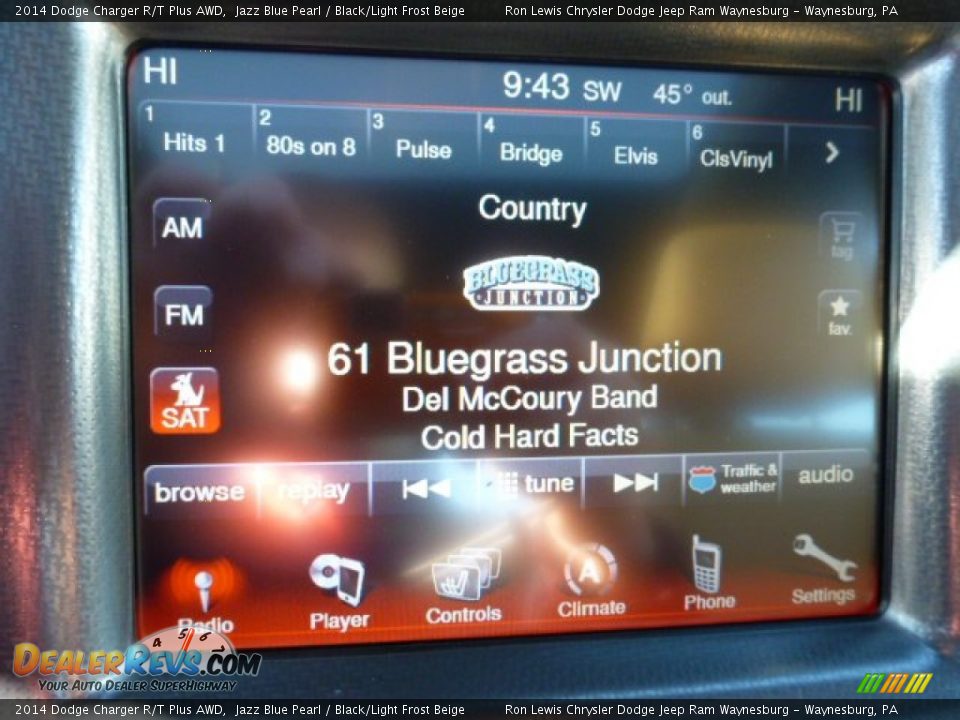 2014 Dodge Charger R/T Plus AWD, Jazz Blue Pearl / Black/Light Frost Beige Ron Lewis Chrysler Dodge Jeep Ram Waynesburg - Waynesburg, PA
HI 9:43 SW 45° out. HI
1 Hits 1 2 80s on 8 3 Pulse 4 Bridge 5 Elvis 6 ClsVinyl
Country
AM
tag
BLUEGRASS
JUNCTION
FM
fav.
61 Bluegrass Junction
Del McCoury Band
SAT
Cold Hard Facts
browse replay tune Traffic & weather audio
A
Radio Player Controls Climate Phone Settings
4 5 6
DealerRevs.com
Your Auto Dealer SuperHighway
2014 Dodge Charger R/T Plus AWD, Jazz Blue Pearl / Black/Light Frost Beige Ron Lewis Chrysler Dodge Jeep Ram Waynesburg - Waynesburg, PA